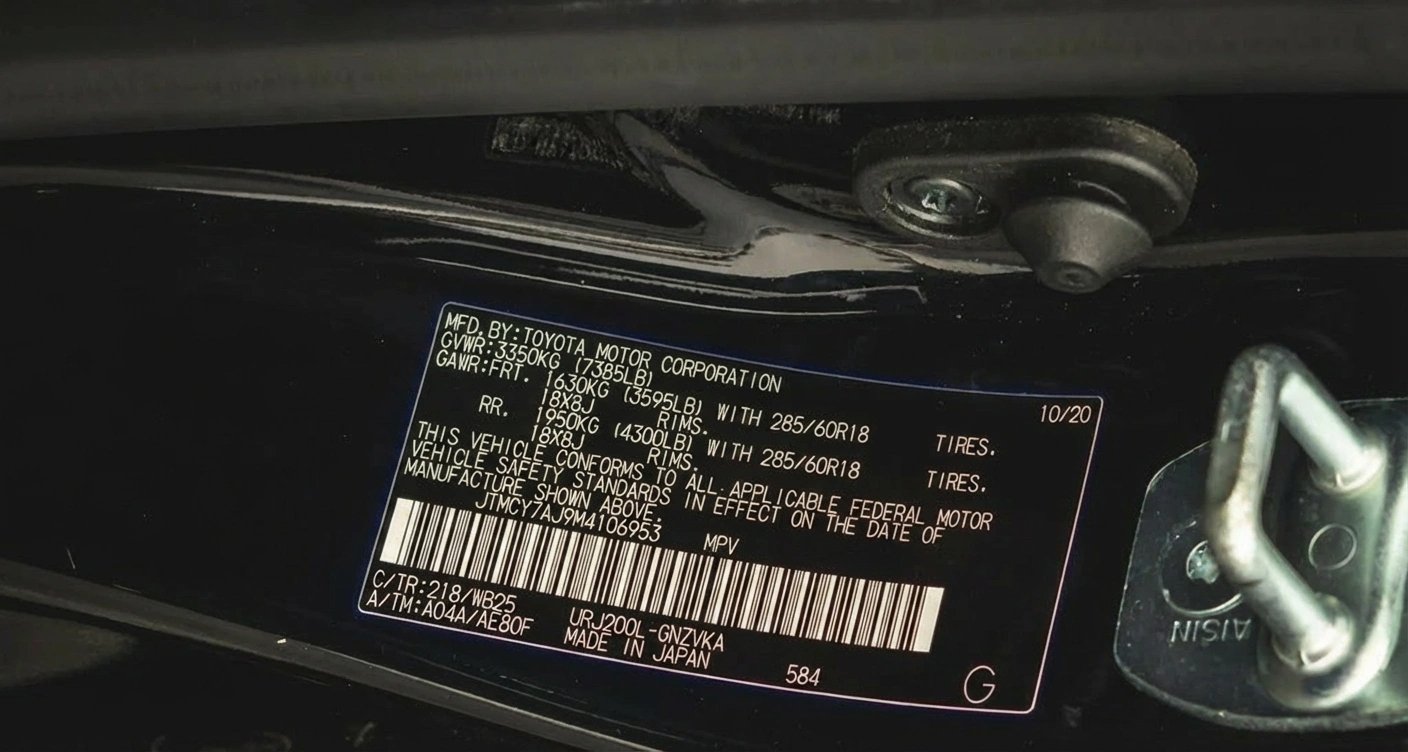 MFD. BY:TOYOTA MOTOR CORPORATION 10/20
GVWR:3350KG (7385LB)
GAWR:FRT. 1630KG (3595LB) WITH 285/60R18 TIRES.
18X8J RIMS.
RR. 1950KG (4300LB) WITH 285/60R18 TIRES.
18X8J RIMS.
THIS VEHICLE CONFORMS TO ALL APPLICABLE FEDERAL MOTOR
VEHICLE SAFETY STANDARDS IN EFFECT ON THE DATE OF
MANUFACTURE SHOWN ABOVE.
JTMCY7AJ9M4106953 MPV
C/TR:218/WB25 URJ200L-GNZVKA
A/TM:A04A/AE80F MADE IN JAPAN 584 G
AISIN